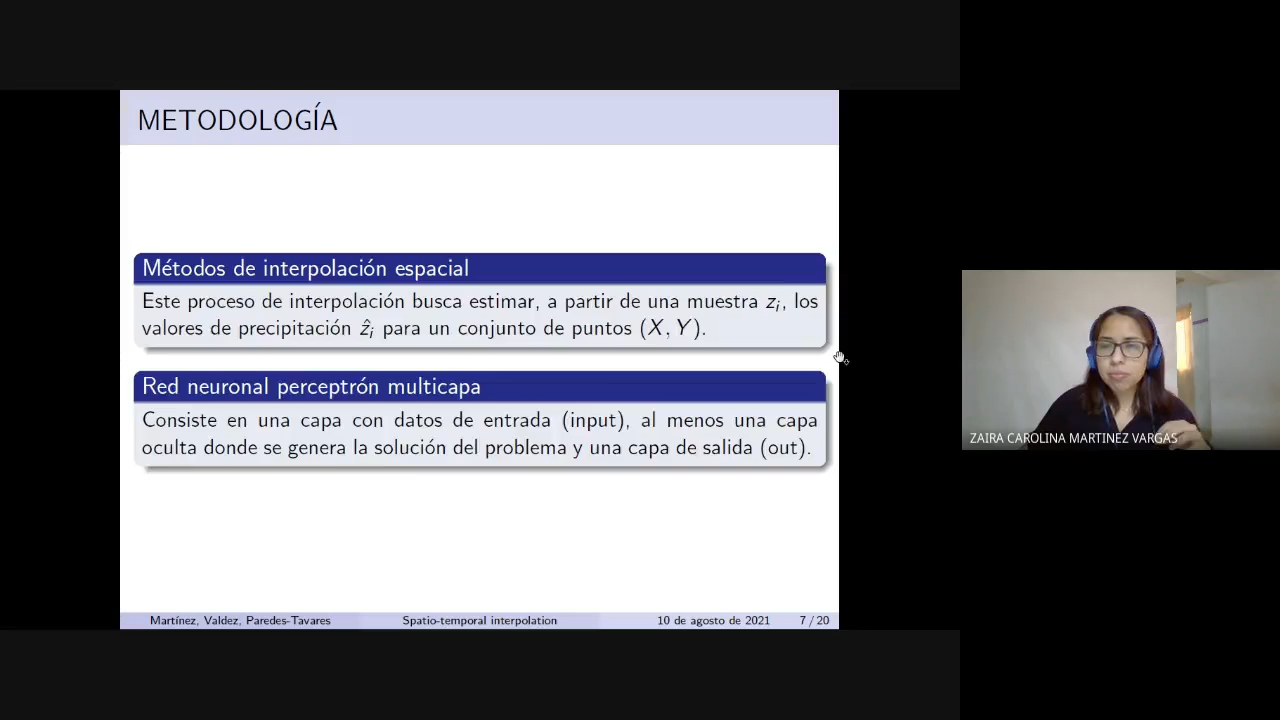 METODOLOGÍA
Métodos de interpolación espacial
Este proceso de interpolación busca estimar, a partir de una muestra zᵢ, los
valores de precipitación ẑᵢ para un conjunto de puntos (X, Y).
Red neuronal perceptrón multicapa
Consiste en una capa con datos de entrada (input), al menos una capa
oculta donde se genera la solución del problema y una capa de salida (out).
ZAIRA CAROLINA MARTINEZ VARGAS
Martínez, Valdez, Paredes-Tavares Spatio-temporal interpolation 10 de agosto de 2021 7 / 20